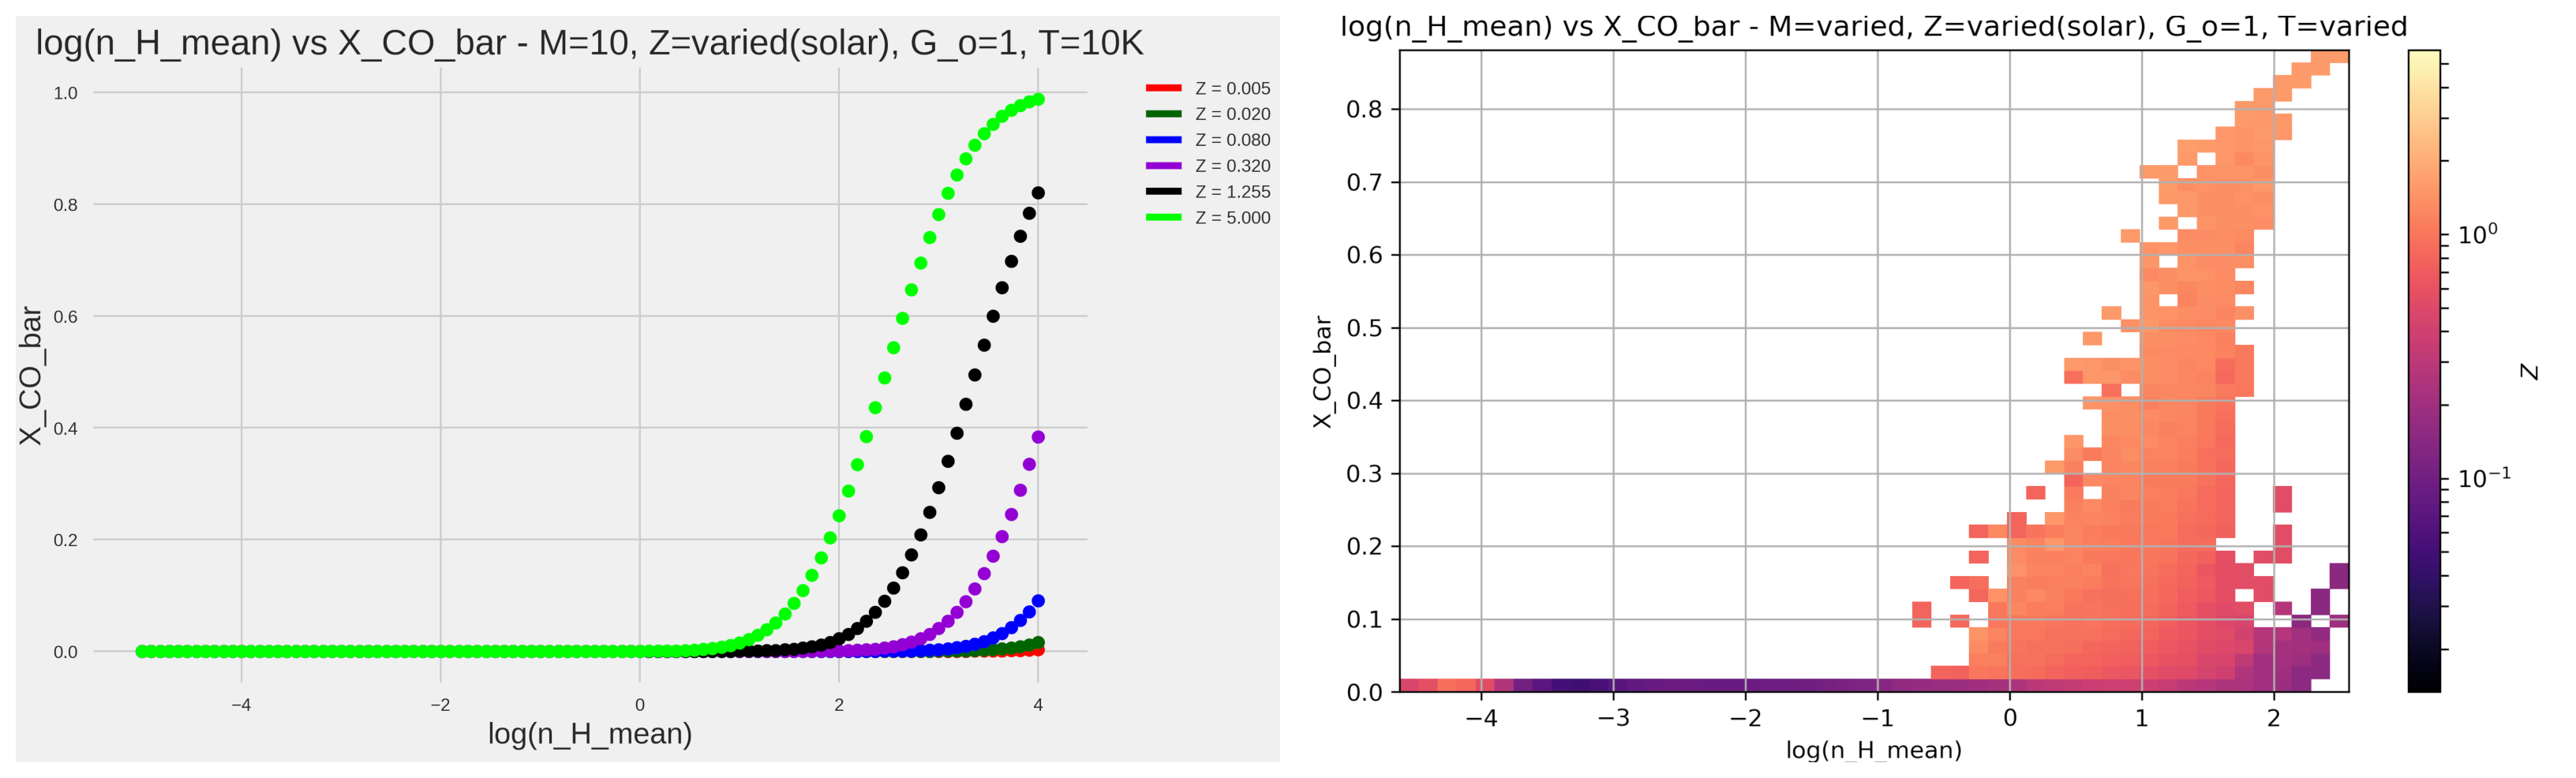 log(n_H_mean) vs X_CO_bar - M=10, Z=varied(solar), G_o=1, T=10K
1.0
0.8
0.6
0.4
0.2
0.0
X_CO_bar
−4
−2
0
2
4
log(n_H_mean)
Z = 0.005
Z = 0.020
Z = 0.080
Z = 0.320
Z = 1.255
Z = 5.000
log(n_H_mean) vs X_CO_bar - M=varied, Z=varied(solar), G_o=1, T=varied
0.8
0.7
0.6
0.5
0.4
0.3
0.2
0.1
0.0
X_CO_bar
−4
−3
−2
−1
0
1
2
log(n_H_mean)
10⁰
10⁻¹
Z